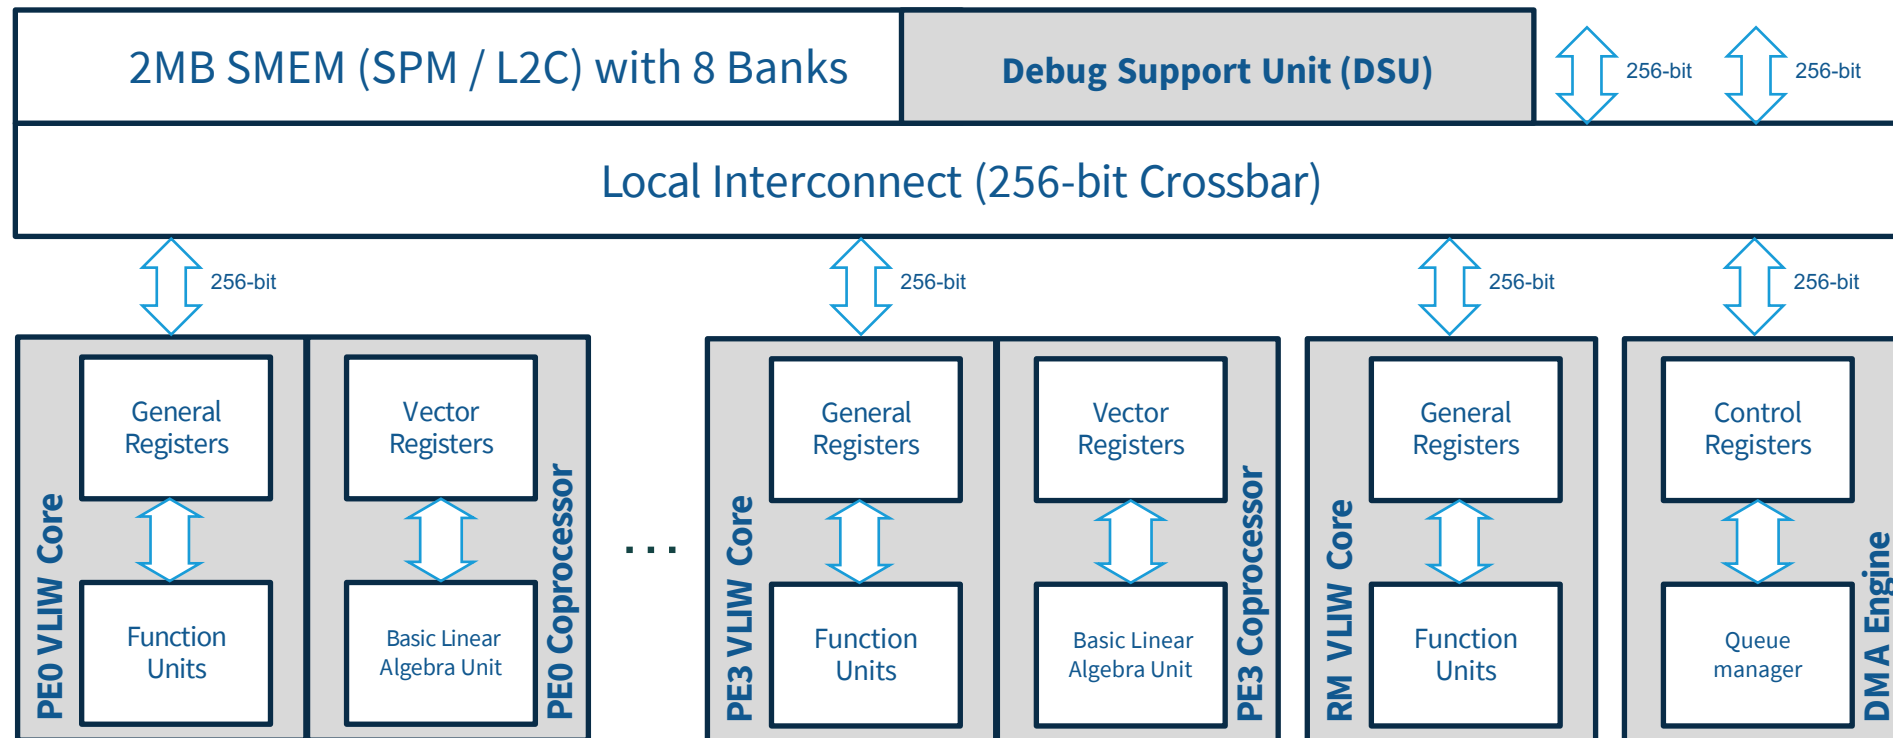 2MB SMEM (SPM / L2C) with 8 Banks
Debug Support Unit (DSU)
256-bit
256-bit
Local Interconnect (256-bit Crossbar)
256-bit
256-bit
256-bit
256-bit
PE0 VLIW Core
General
Registers
Function
Units
Vector
Registers
Basic Linear
Algebra Unit
PE0 Coprocessor
...
PE3 VLIW Core
General
Registers
Function
Units
Vector
Registers
Basic Linear
Algebra Unit
PE3 Coprocessor
RM VLIW Core
General
Registers
Function
Units
Control
Registers
Queue
manager
DMA Engine